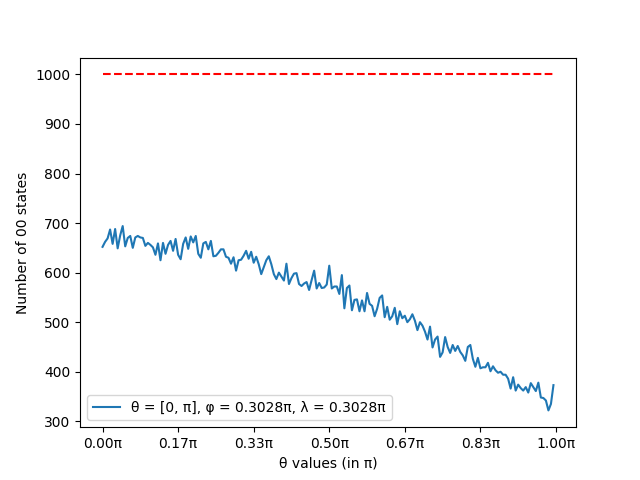 1000
900
800
700
600
500
400
300
Number of 00 states
θ = [0, π], φ = 0.3028π, λ = 0.3028π
0.00π 0.17π 0.33π 0.50π 0.67π 0.83π 1.00π
θ values (in π)